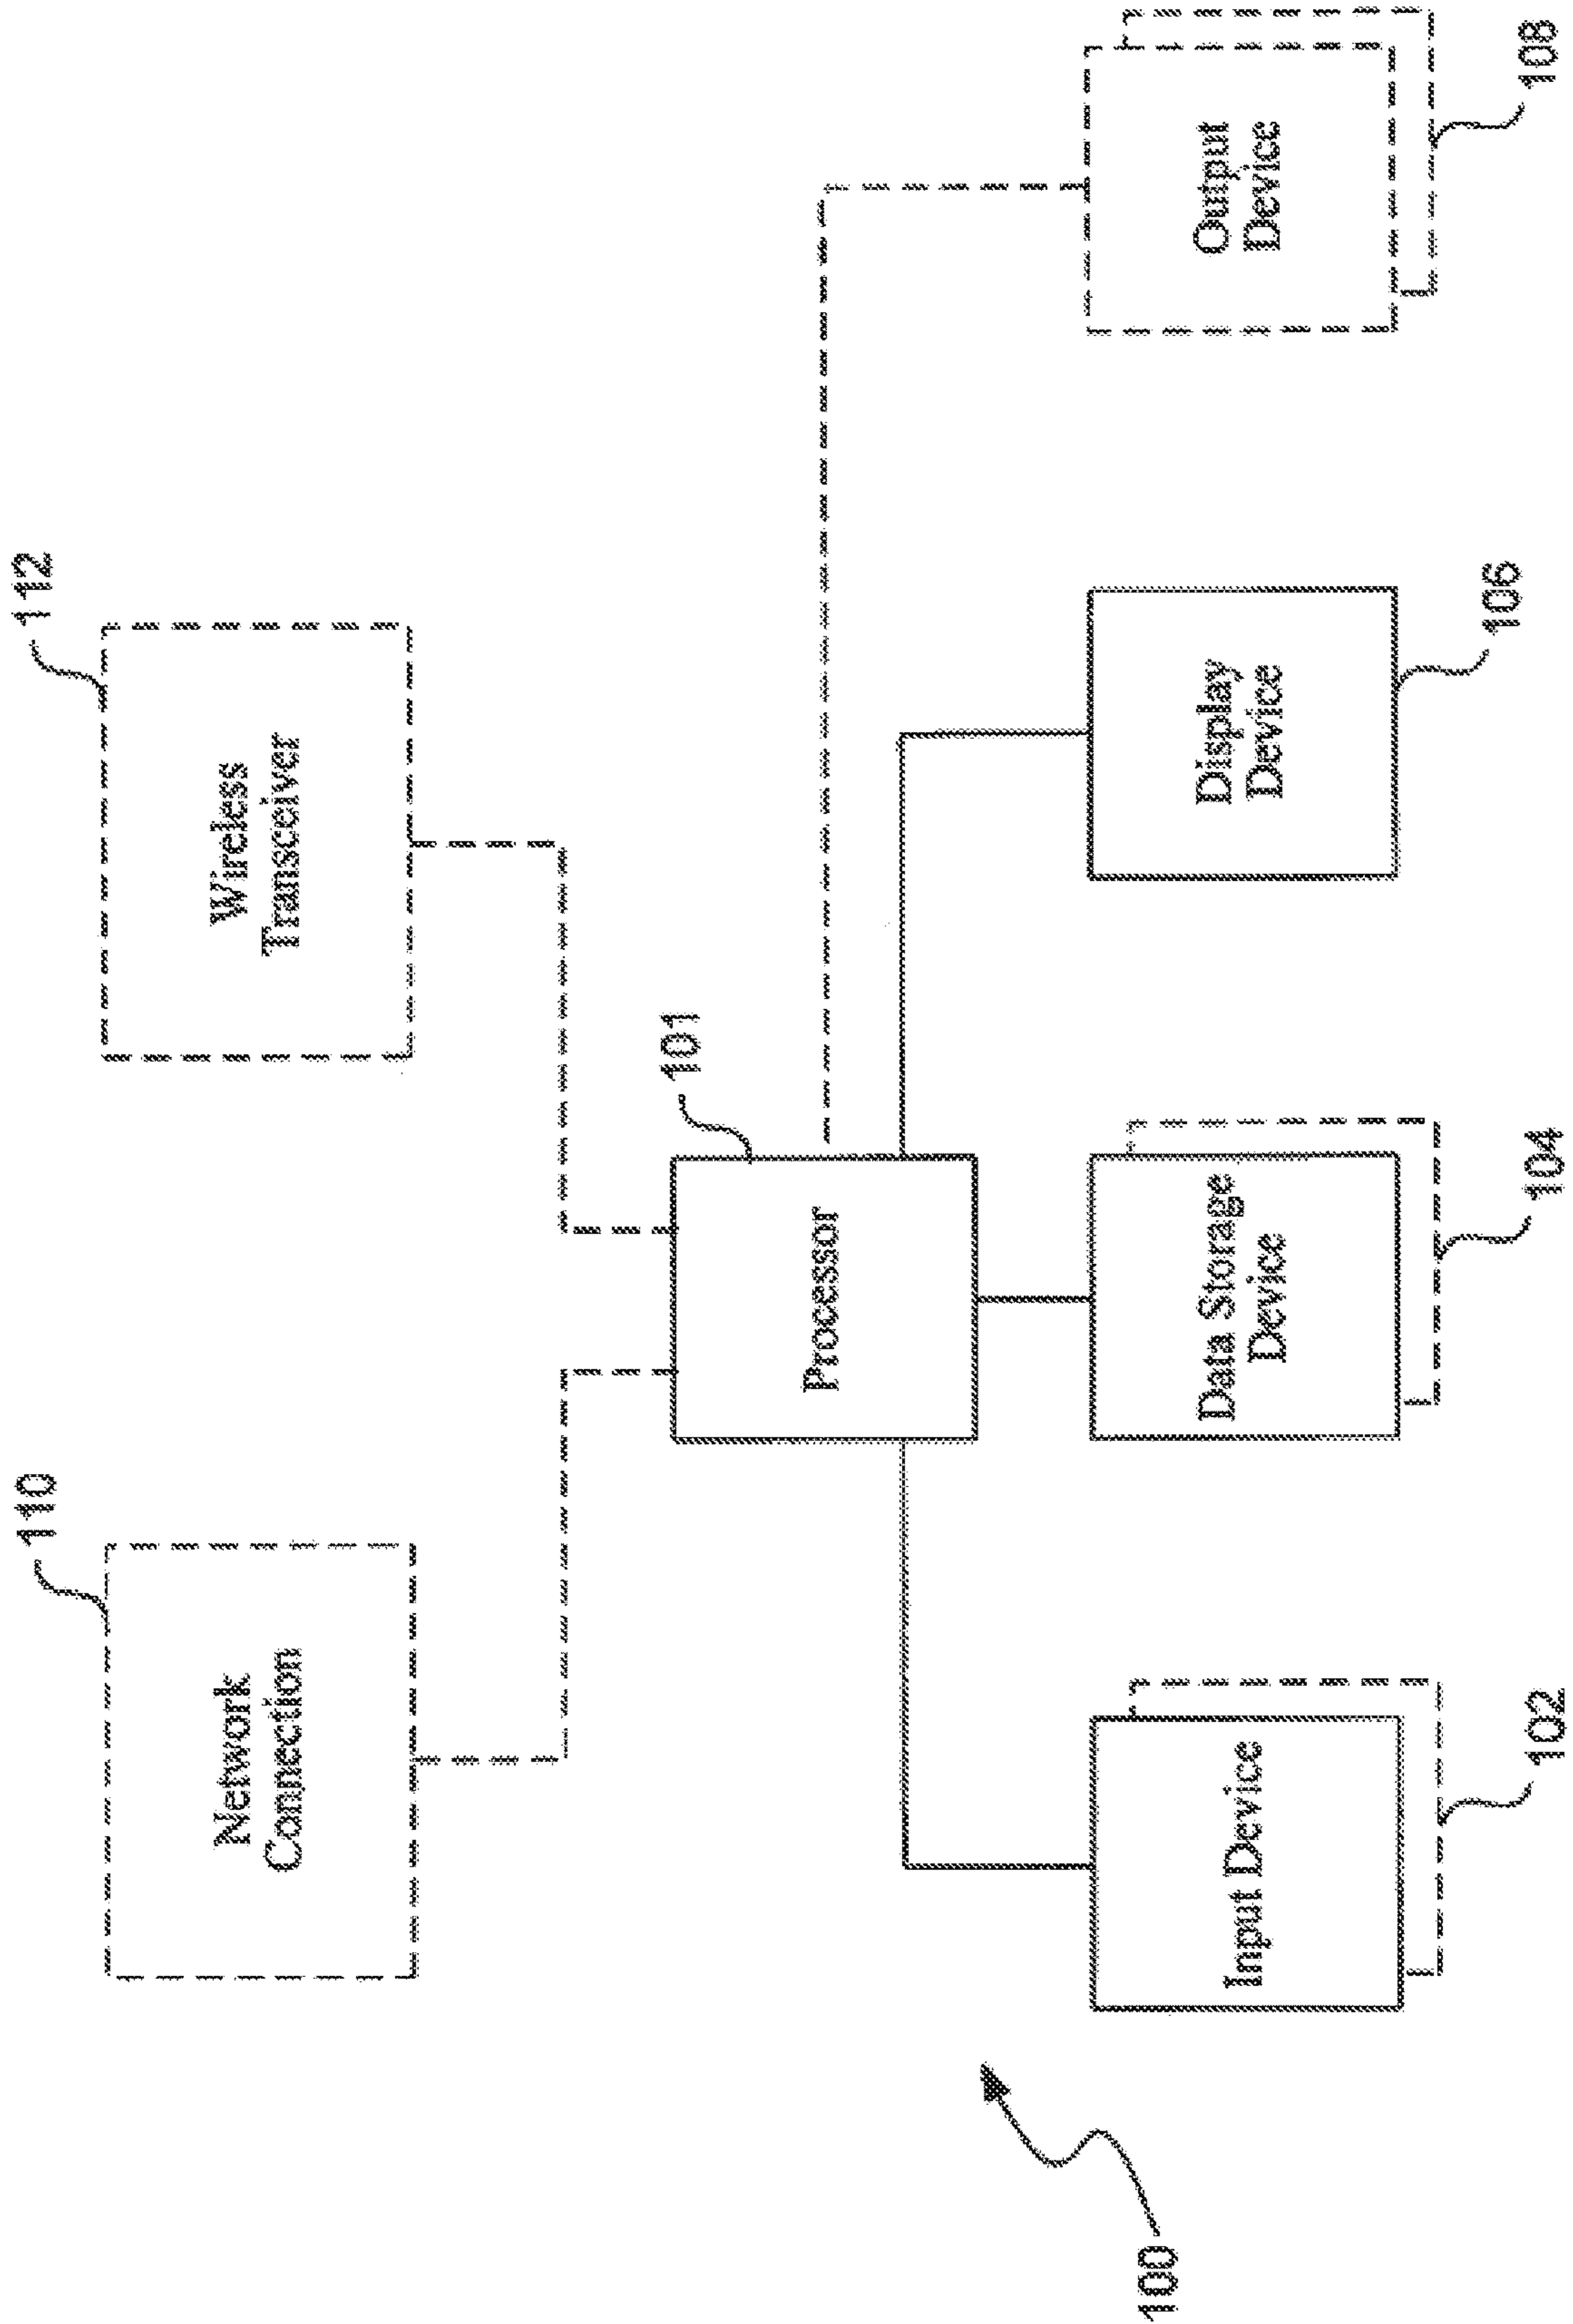 110
112
Network
Connection
Wireless
Transceiver
101
Processor
Input Device
Data Storage
Device
Display
Device
Output
Device
100
102
104
106
108